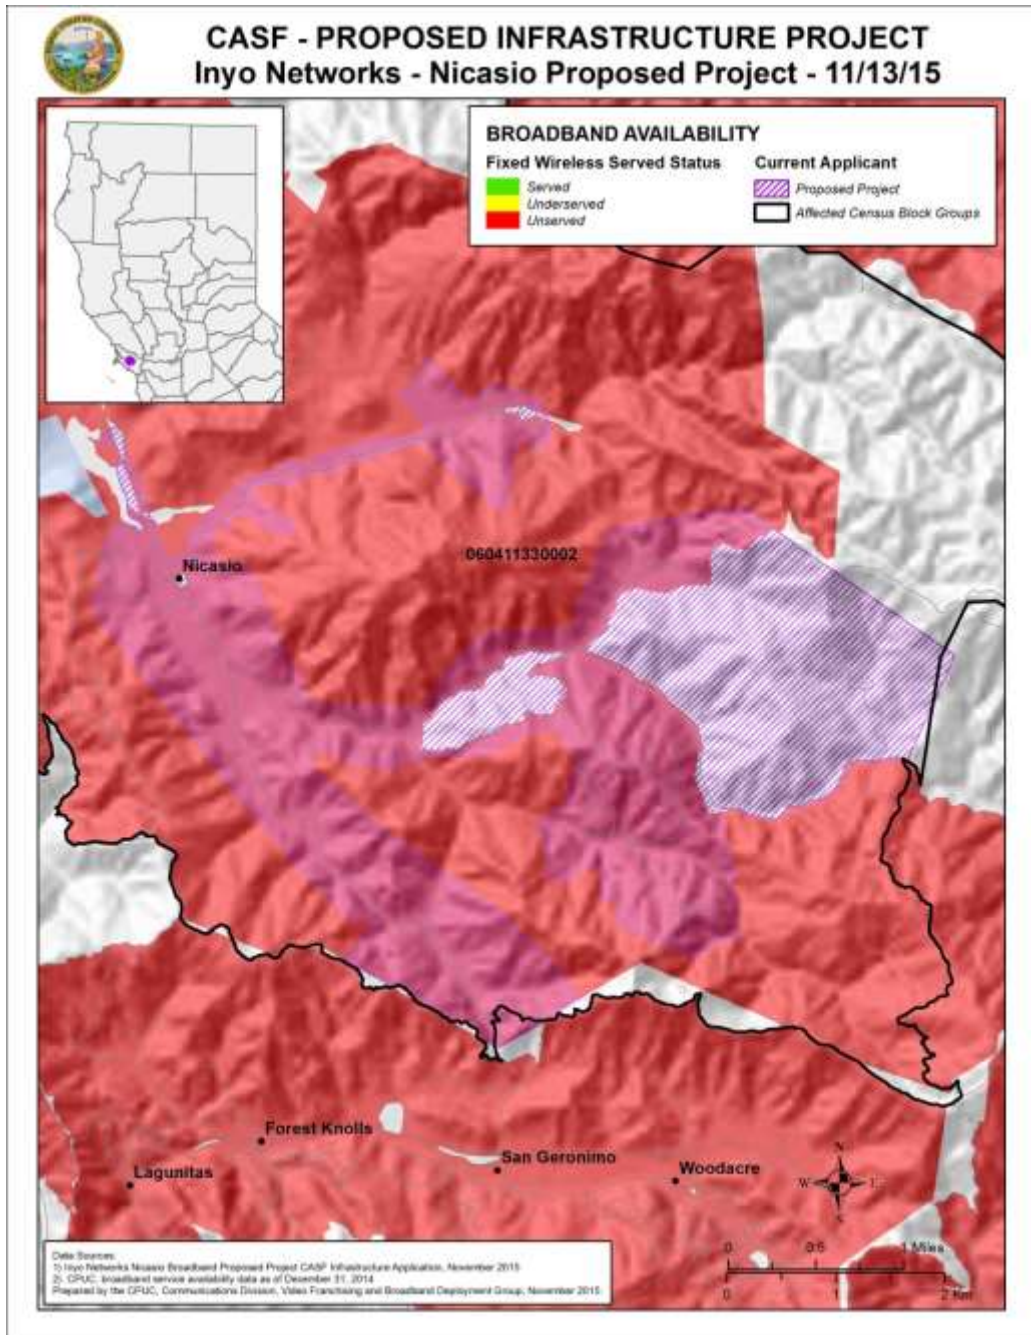 CASF - PROPOSED INFRASTRUCTURE PROJECT
Inyo Networks - Nicasio Proposed Project - 11/13/15
BROADBAND AVAILABILITY
Fixed Wireless Served Status
Served
Underserved
Unserved
Current Applicant
Proposed Project
Affected Census Block Groups
060411330002
Nicasio
Forest Knolls
Lagunitas
San Geronimo
Woodacre
N
W
S
0 0.5 1 Miles
0 1 2 Km
Data Sources:
1) Inyo Networks Nicasio Broadband Proposed Project CASF Infrastructure Application, November 2015
2). CPUC, broadband service availability data as of December 31, 2014
Prepared by the CPUC, Communications Division, Video Franchising and Broadband Deployment Group, November 2015.